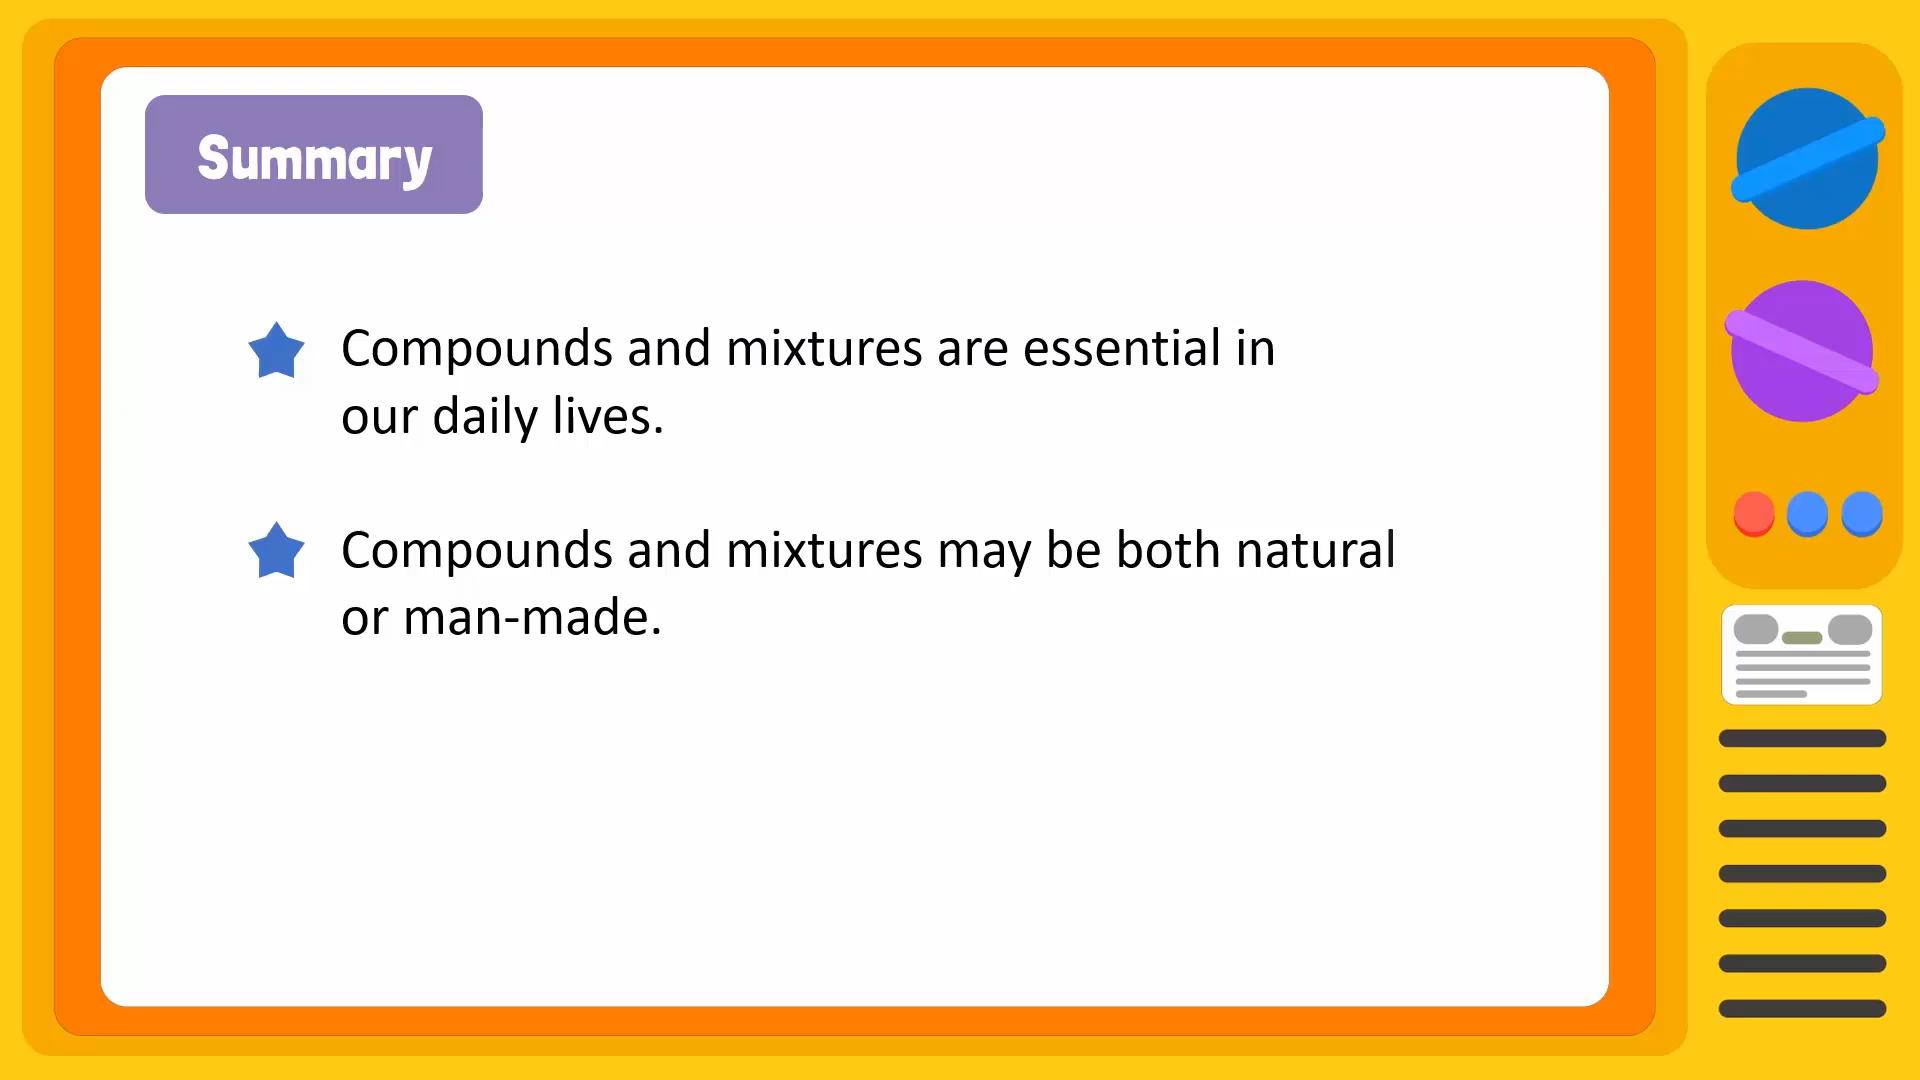 Summary
Compounds and mixtures are essential in
our daily lives.
Compounds and mixtures may be both natural
or man-made.